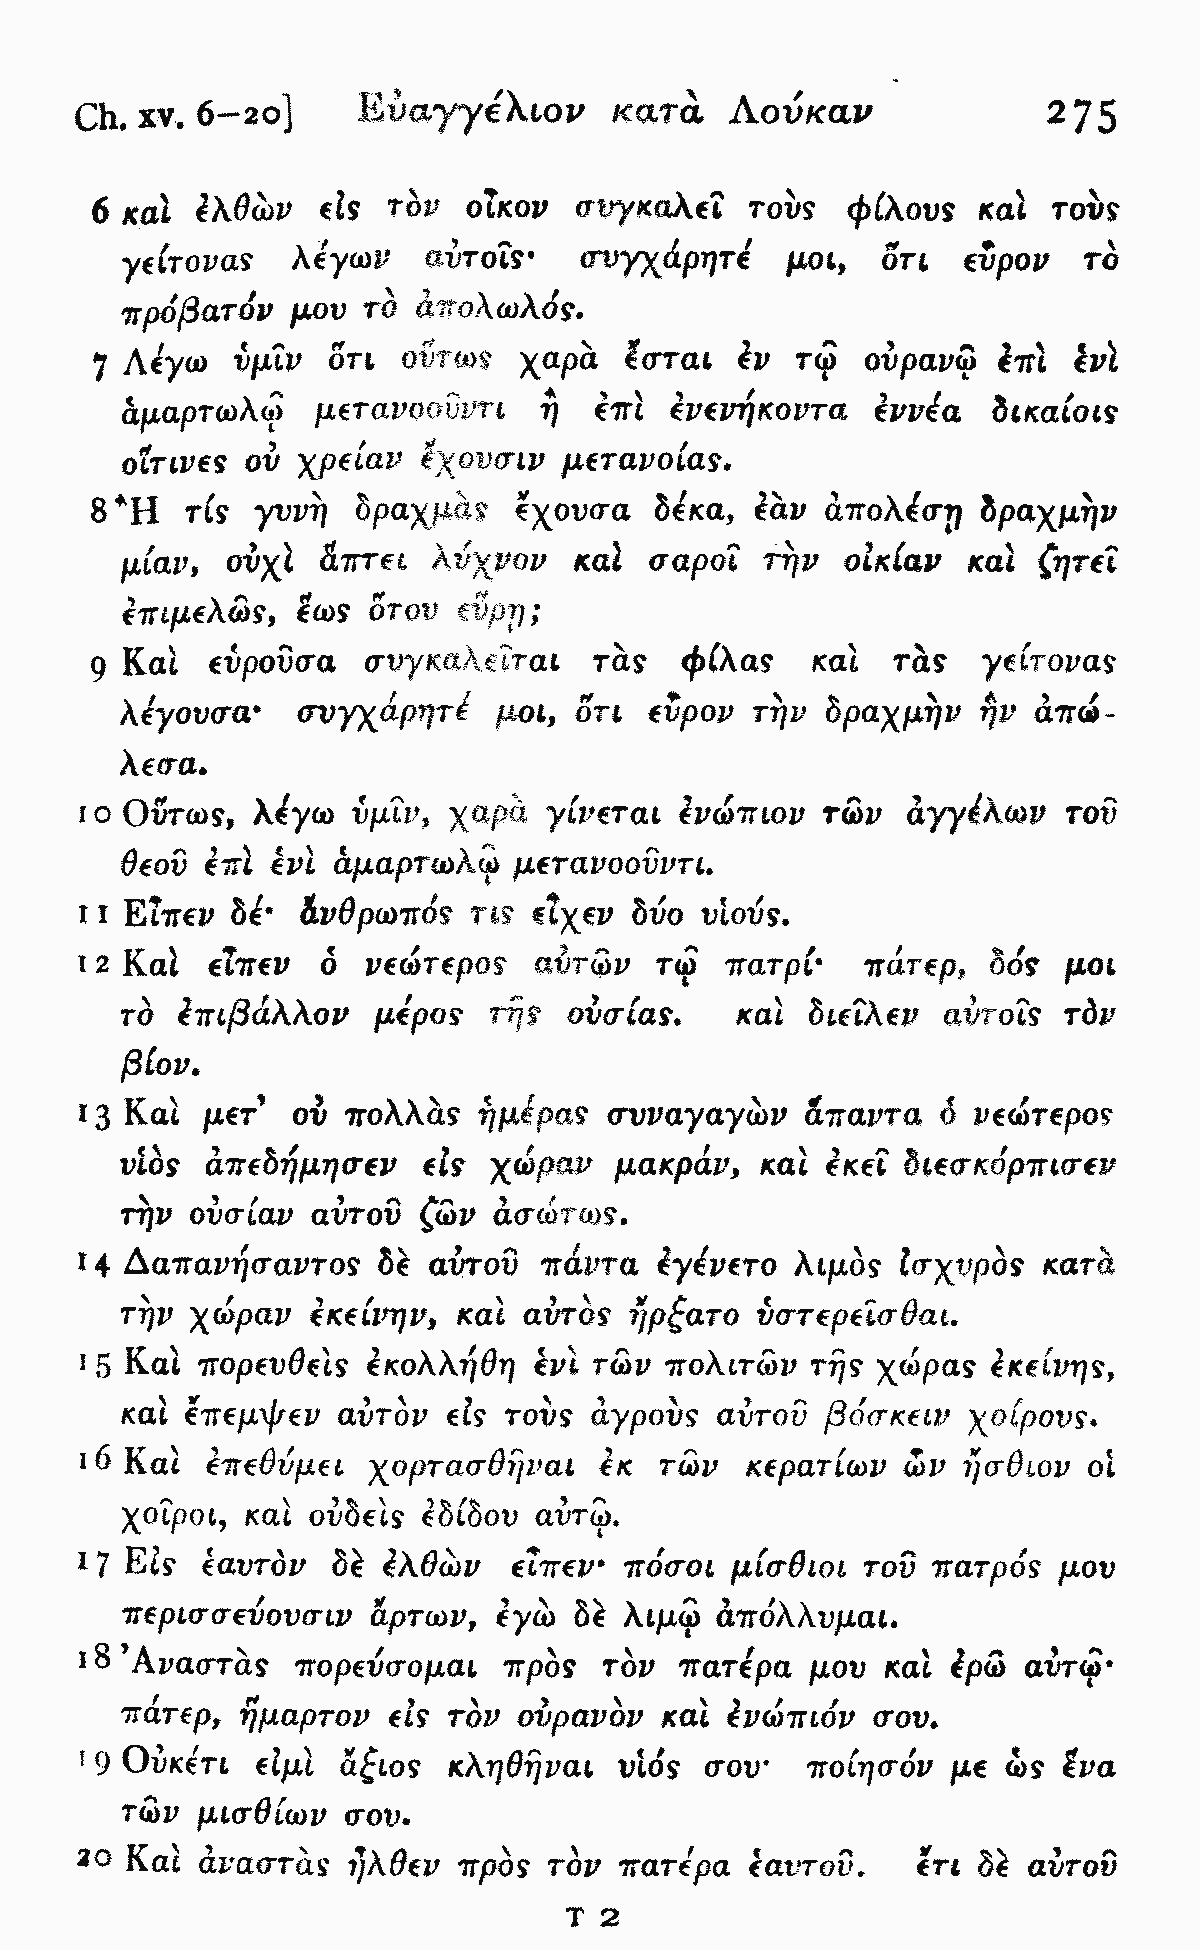 Ch. xv. 6–20] Εὐαγγέλιον κατὰ Λούκαν 275
6 καὶ ἐλθὼν εἰς τὸν οἶκον συγκαλεῖ τοὺς φίλους καὶ τοὺς
γείτονας λέγων αὐτοῖς· συγχάρητέ μοι, ὅτι εὗρον τὸ
πρόβατόν μου τὸ ἀπολωλός.
7 Λέγω ὑμῖν ὅτι οὕτως χαρὰ ἔσται ἐν τῷ οὐρανῷ ἐπὶ ἑνὶ
ἁμαρτωλῷ μετανοοῦντι ἢ ἐπὶ ἐνενήκοντα ἐννέα δικαίοις
οἵτινες οὐ χρείαν ἔχουσιν μετανοίας.
8 Ἢ τίς γυνὴ δραχμὰς ἔχουσα δέκα, ἐὰν ἀπολέσῃ δραχμὴν
μίαν, οὐχὶ ἅπτει λύχνον καὶ σαροῖ τὴν οἰκίαν καὶ ζητεῖ
ἐπιμελῶς, ἕως ὅτου εὕρῃ;
9 Καὶ εὑροῦσα συγκαλεῖται τὰς φίλας καὶ τὰς γείτονας
λέγουσα· συγχάρητέ μοι, ὅτι εὗρον τὴν δραχμὴν ἣν ἀπώ-
λεσα.
10 Οὕτως, λέγω ὑμῖν, χαρὰ γίνεται ἐνώπιον τῶν ἀγγέλων τοῦ
θεοῦ ἐπὶ ἑνὶ ἁμαρτωλῷ μετανοοῦντι.
11 Εἶπεν δέ· ἄνθρωπός τις εἶχεν δύο υἱούς.
12 Καὶ εἶπεν ὁ νεώτερος αὐτῶν τῷ πατρί· πάτερ, δός μοι
τὸ ἐπιβάλλον μέρος τῆς οὐσίας. καὶ διεῖλεν αὐτοῖς τὸν
βίον.
13 Καὶ μετ’ οὐ πολλὰς ἡμέρας συναγαγὼν ἅπαντα ὁ νεώτερος
υἱὸς ἀπεδήμησεν εἰς χώραν μακράν, καὶ ἐκεῖ διεσκόρπισεν
τὴν οὐσίαν αὐτοῦ ζῶν ἀσώτως.
14 Δαπανήσαντος δὲ αὐτοῦ πάντα ἐγένετο λιμὸς ἰσχυρὸς κατὰ
τὴν χώραν ἐκείνην, καὶ αὐτὸς ἤρξατο ὑστερεῖσθαι.
15 Καὶ πορευθεὶς ἐκολλήθη ἑνὶ τῶν πολιτῶν τῆς χώρας ἐκείνης,
καὶ ἔπεμψεν αὐτὸν εἰς τοὺς ἀγροὺς αὐτοῦ βόσκειν χοίρους.
16 Καὶ ἐπεθύμει χορτασθῆναι ἐκ τῶν κερατίων ὧν ἤσθιον οἱ
χοῖροι, καὶ οὐδεὶς ἐδίδου αὐτῷ.
17 Εἰς ἑαυτὸν δὲ ἐλθὼν εἶπεν· πόσοι μίσθιοι τοῦ πατρός μου
περισσεύουσιν ἄρτων, ἐγὼ δὲ λιμῷ ἀπόλλυμαι.
18 Ἀναστὰς πορεύσομαι πρὸς τὸν πατέρα μου καὶ ἐρῶ αὐτῷ·
πάτερ, ἥμαρτον εἰς τὸν οὐρανὸν καὶ ἐνώπιόν σου.
19 Οὐκέτι εἰμὶ ἄξιος κληθῆναι υἱός σου· ποίησόν με ὡς ἕνα
τῶν μισθίων σου.
20 Καὶ ἀναστὰς ἦλθεν πρὸς τὸν πατέρα ἑαυτοῦ. ἔτι δὲ αὐτοῦ
T 2